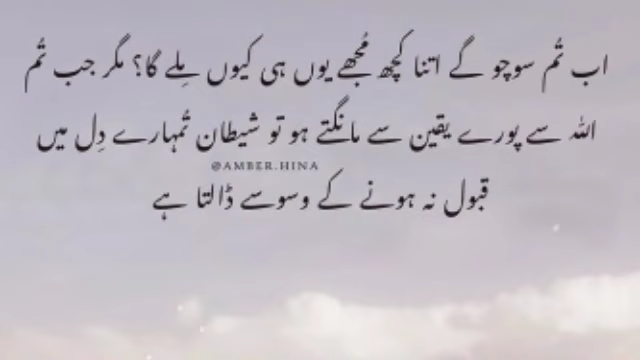 اب تُم سوچو گے اتنا کچھ مُجھے یوں ہی کیوں مِلے گا؟ مگر جب تُم
اللہ سے پورے یقین سے مانگتے ہو تو شیطان تُمہارے دِل میں
@AMBER.HINA
قبول نہ ہونے کے وسوسے ڈالتا ہے